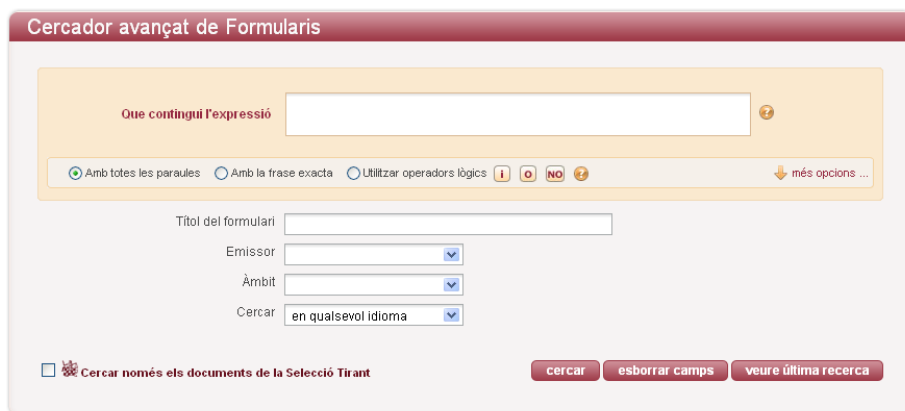 Cercador avançat de Formularis
Que contingui l'expressió ?
Amb totes les paraules Amb la frase exacta Utilitzar operadors lògics i O NO ? més opcions ...
Títol del formulari
Emissor
Àmbit
Cercar en qualsevol idioma
Cercar només els documents de la Selecció Tirant cercar esborrar camps veure última recerca